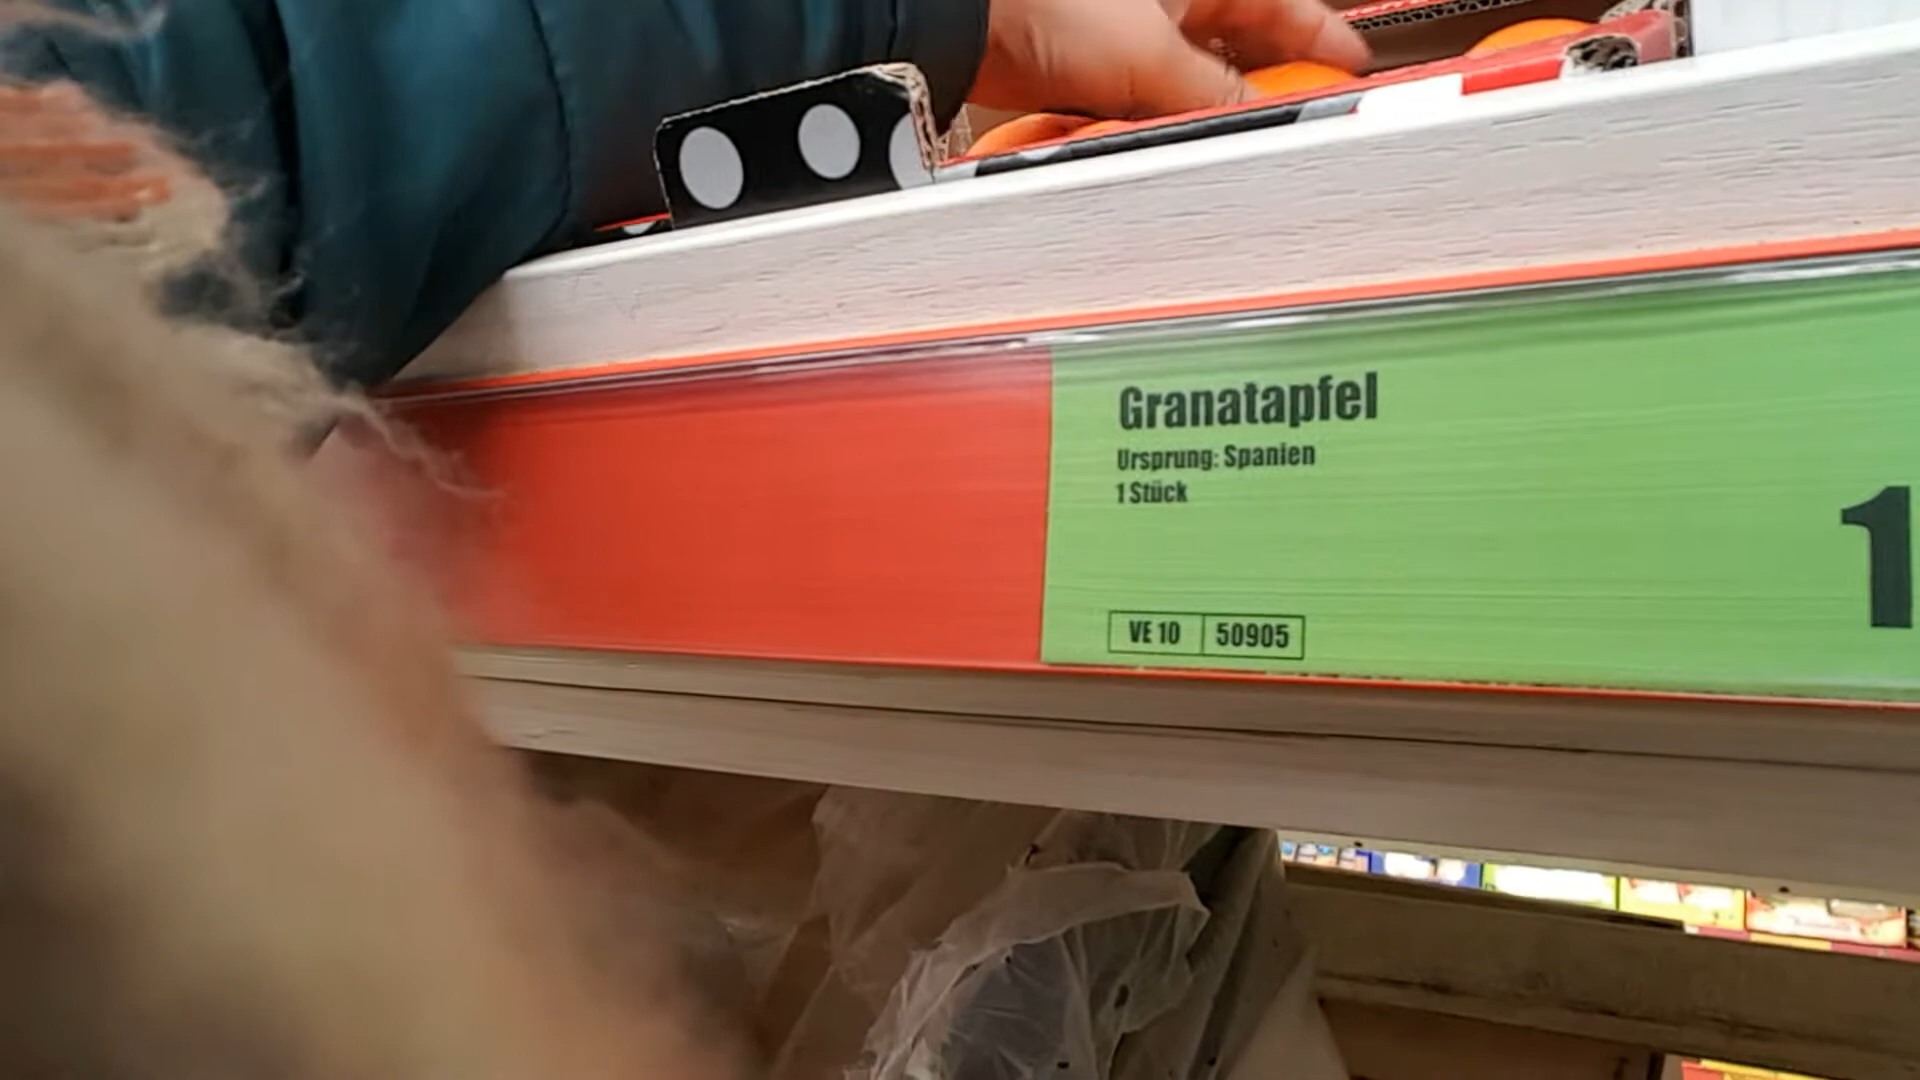 Granatapfel
Ursprung: Spanien
1 Stück
1
VE 10 50905